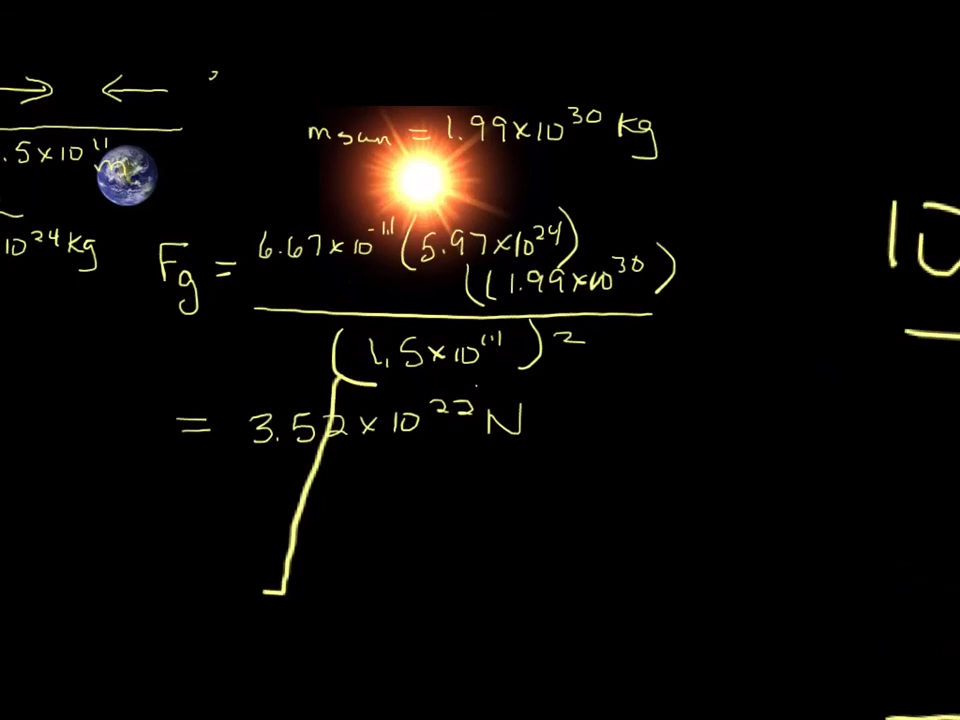 m sun = 1.99 x 10^30 Kg
.5 x 10^11 m
10^24 kg
Fg = 6.67 x 10^-11 (5.97 x 10^24)
((1.99 x 10^30)
(1.5 x 10^11)^2
= 3.52 x 10^22 N
10